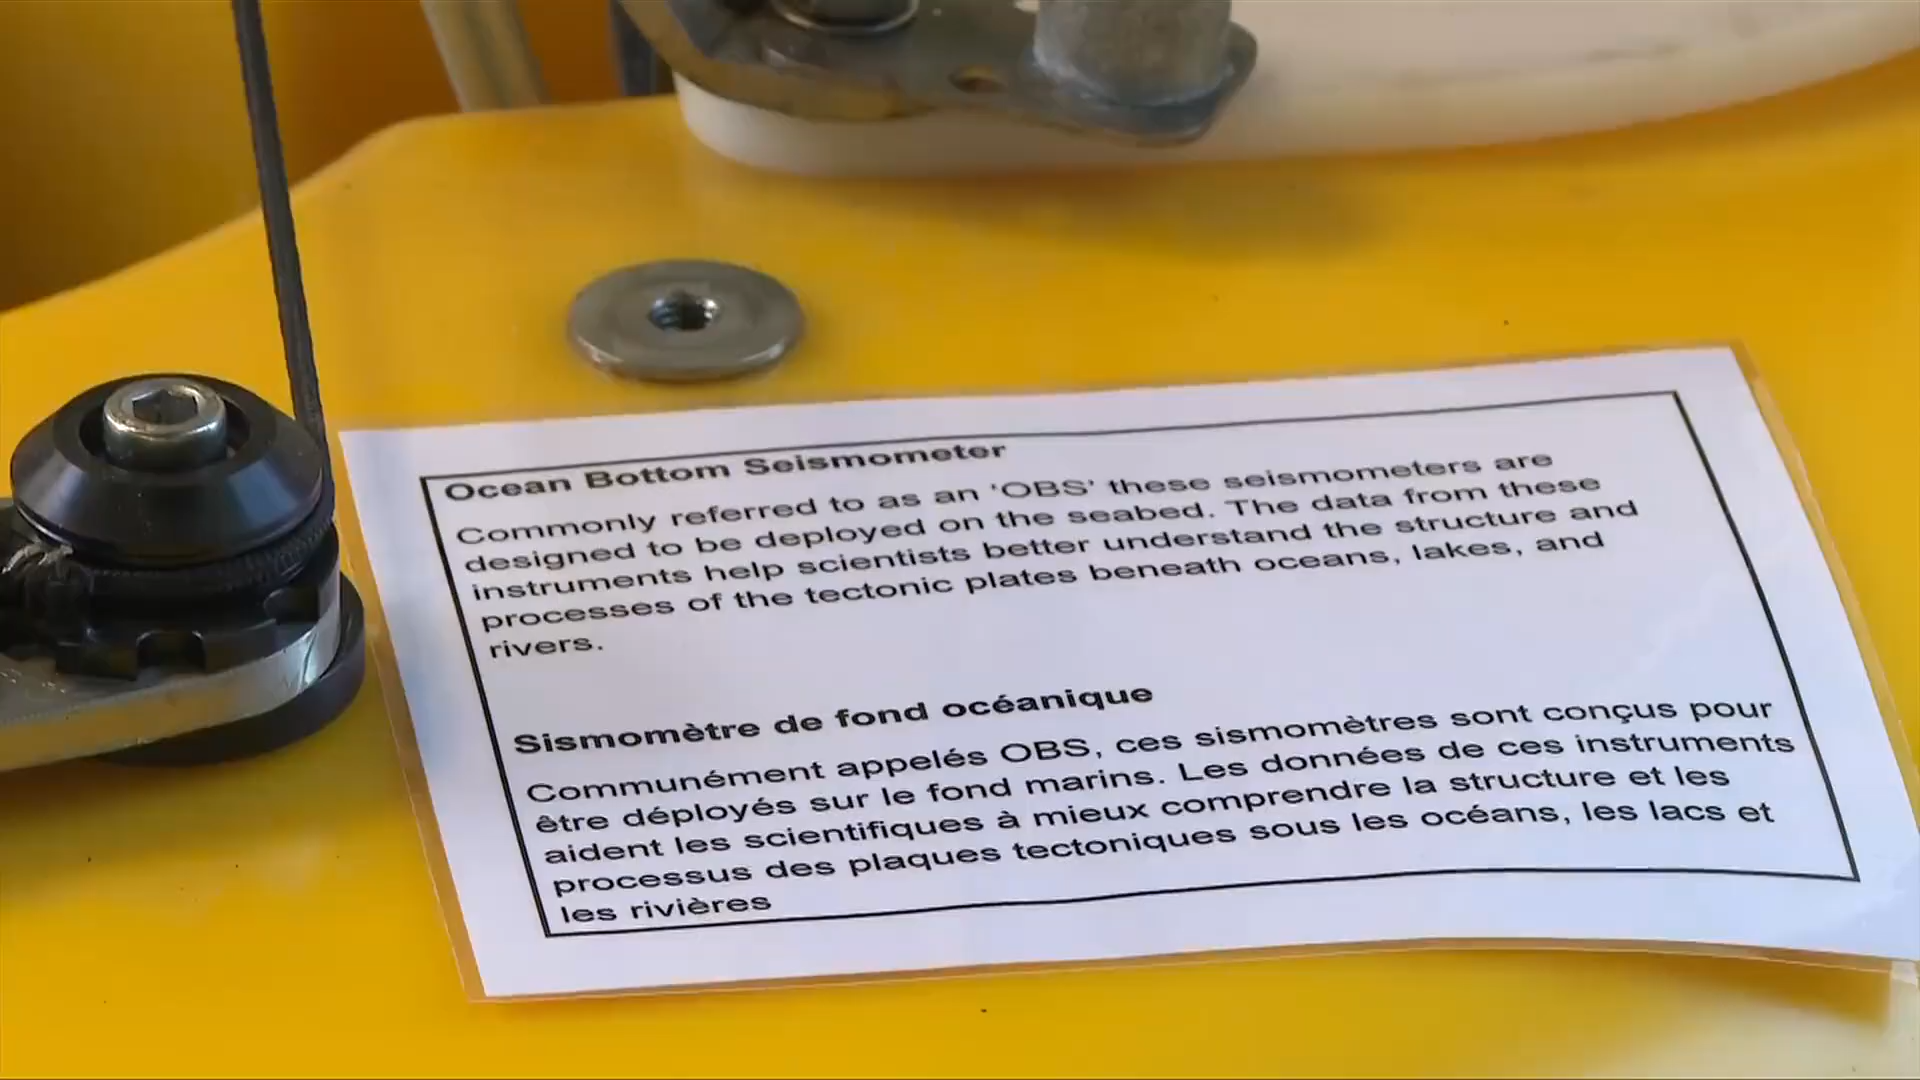 Ocean Bottom Seismometer
Commonly referred to as an ‘OBS’ these seismometers are
designed to be deployed on the seabed. The data from these
instruments help scientists better understand the structure and
processes of the tectonic plates beneath oceans, lakes, and
rivers.
Sismomètre de fond océanique
Communément appelés OBS, ces sismomètres sont conçus pour
être déployés sur le fond marins. Les données de ces instruments
aident les scientifiques à mieux comprendre la structure et les
processus des plaques tectoniques sous les océans, les lacs et
les rivières